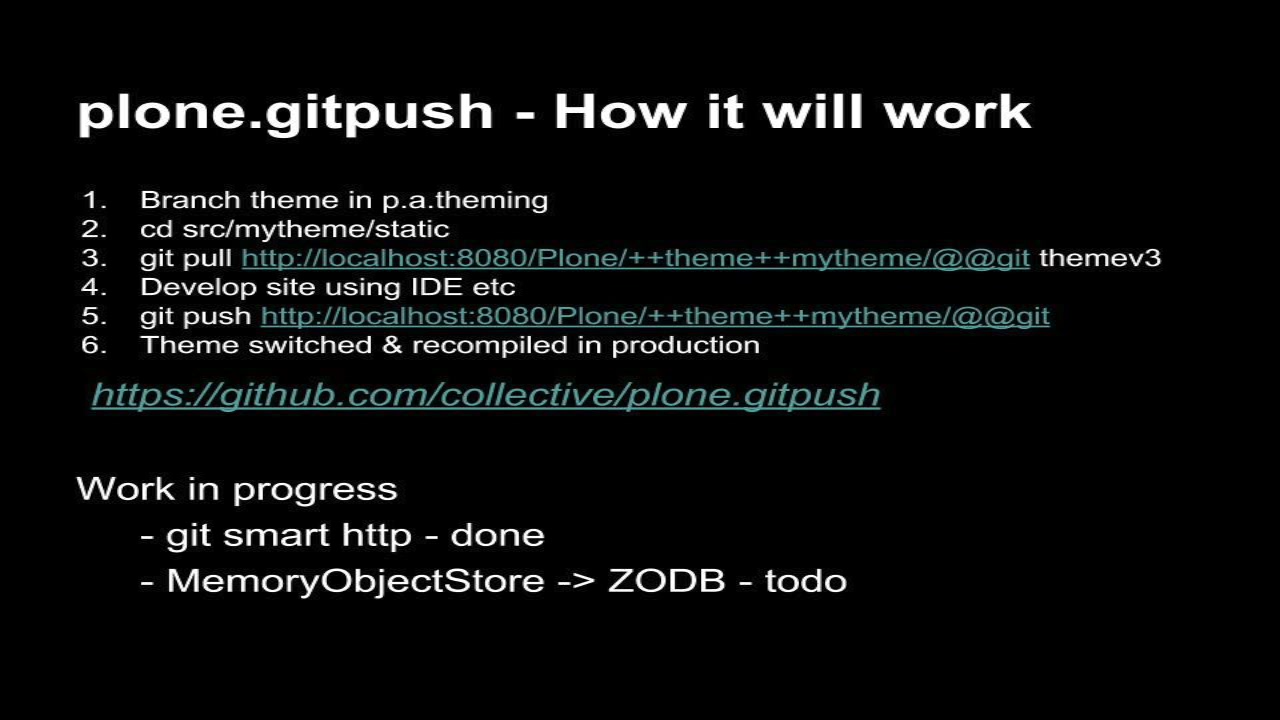 plone.gitpush - How it will work
1. Branch theme in p.a.theming
2. cd src/mytheme/static
3. git pull http://localhost:8080/Plone/++theme++mytheme/@@git themev3
4. Develop site using IDE etc
5. git push http://localhost:8080/Plone/++theme++mytheme/@@git
6. Theme switched & recompiled in production
https://github.com/collective/plone.gitpush
Work in progress
- git smart http - done
- MemoryObjectStore -> ZODB - todo